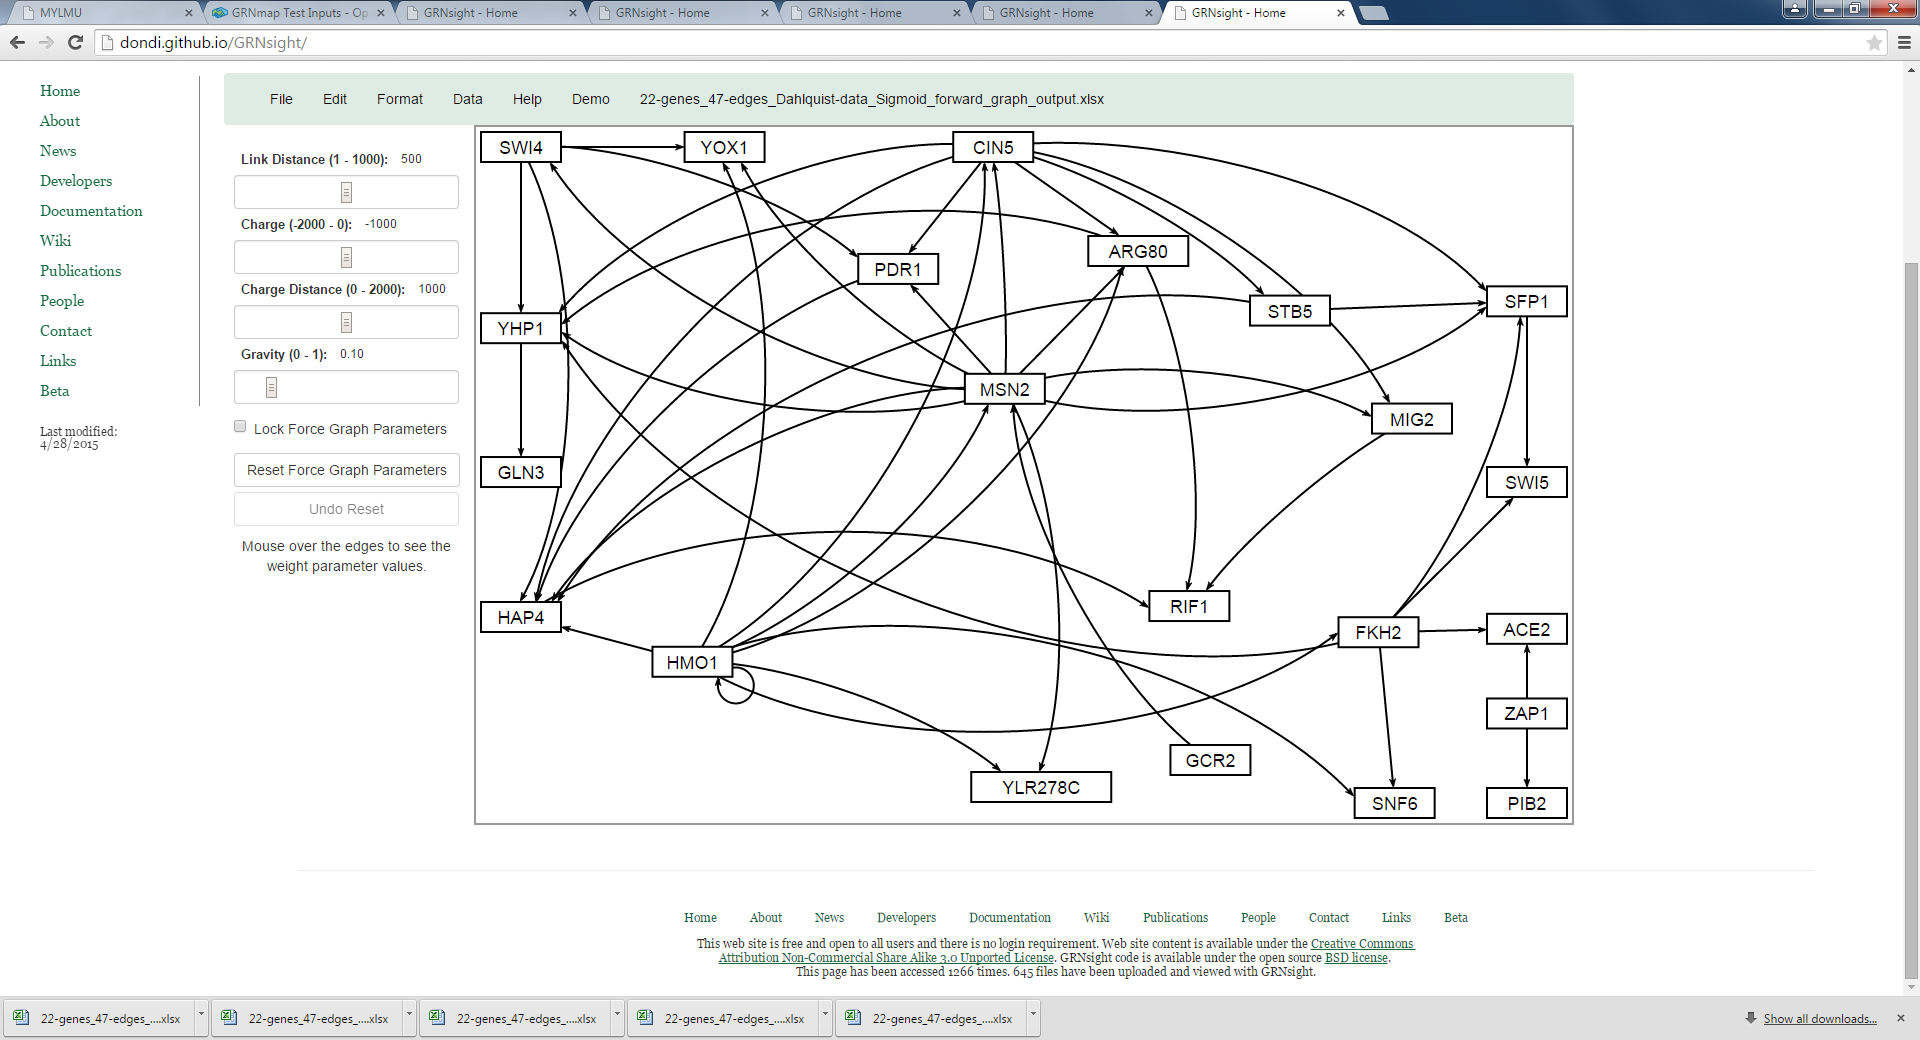 MYLMU
GRNmap Test Inputs - Op
GRNsight - Home
GRNsight - Home
GRNsight - Home
GRNsight - Home
GRNsight - Home
dondi.github.io/GRNsight/
Home
About
News
Developers
Documentation
Wiki
Publications
People
Contact
Links
Beta
Last modified:
4/28/2015
File Edit Format Data Help Demo 22-genes_47-edges_Dahlquist-data_Sigmoid_forward_graph_output.xlsx
Link Distance (1 - 1000): 500
Charge (-2000 - 0): -1000
Charge Distance (0 - 2000): 1000
Gravity (0 - 1): 0.10
Lock Force Graph Parameters
Reset Force Graph Parameters
Undo Reset
Mouse over the edges to see the
weight parameter values.
SWI4
YOX1
CIN5
ARG80
PDR1
STB5
SFP1
YHP1
MSN2
MIG2
GLN3
SWI5
HAP4
RIF1
FKH2
ACE2
HMO1
ZAP1
GCR2
YLR278C
SNF6
PIB2
Home About News Developers Documentation Wiki Publications People Contact Links Beta
This web site is free and open to all users and there is no login requirement. Web site content is available under the Creative Commons
Attribution Non-Commercial Share Alike 3.0 Unported License. GRNsight code is available under the open source BSD license.
This page has been accessed 1266 times. 645 files have been uploaded and viewed with GRNsight.
22-genes_47-edges_....xlsx
22-genes_47-edges_....xlsx
22-genes_47-edges_....xlsx
22-genes_47-edges_....xlsx
22-genes_47-edges_....xlsx
Show all downloads...